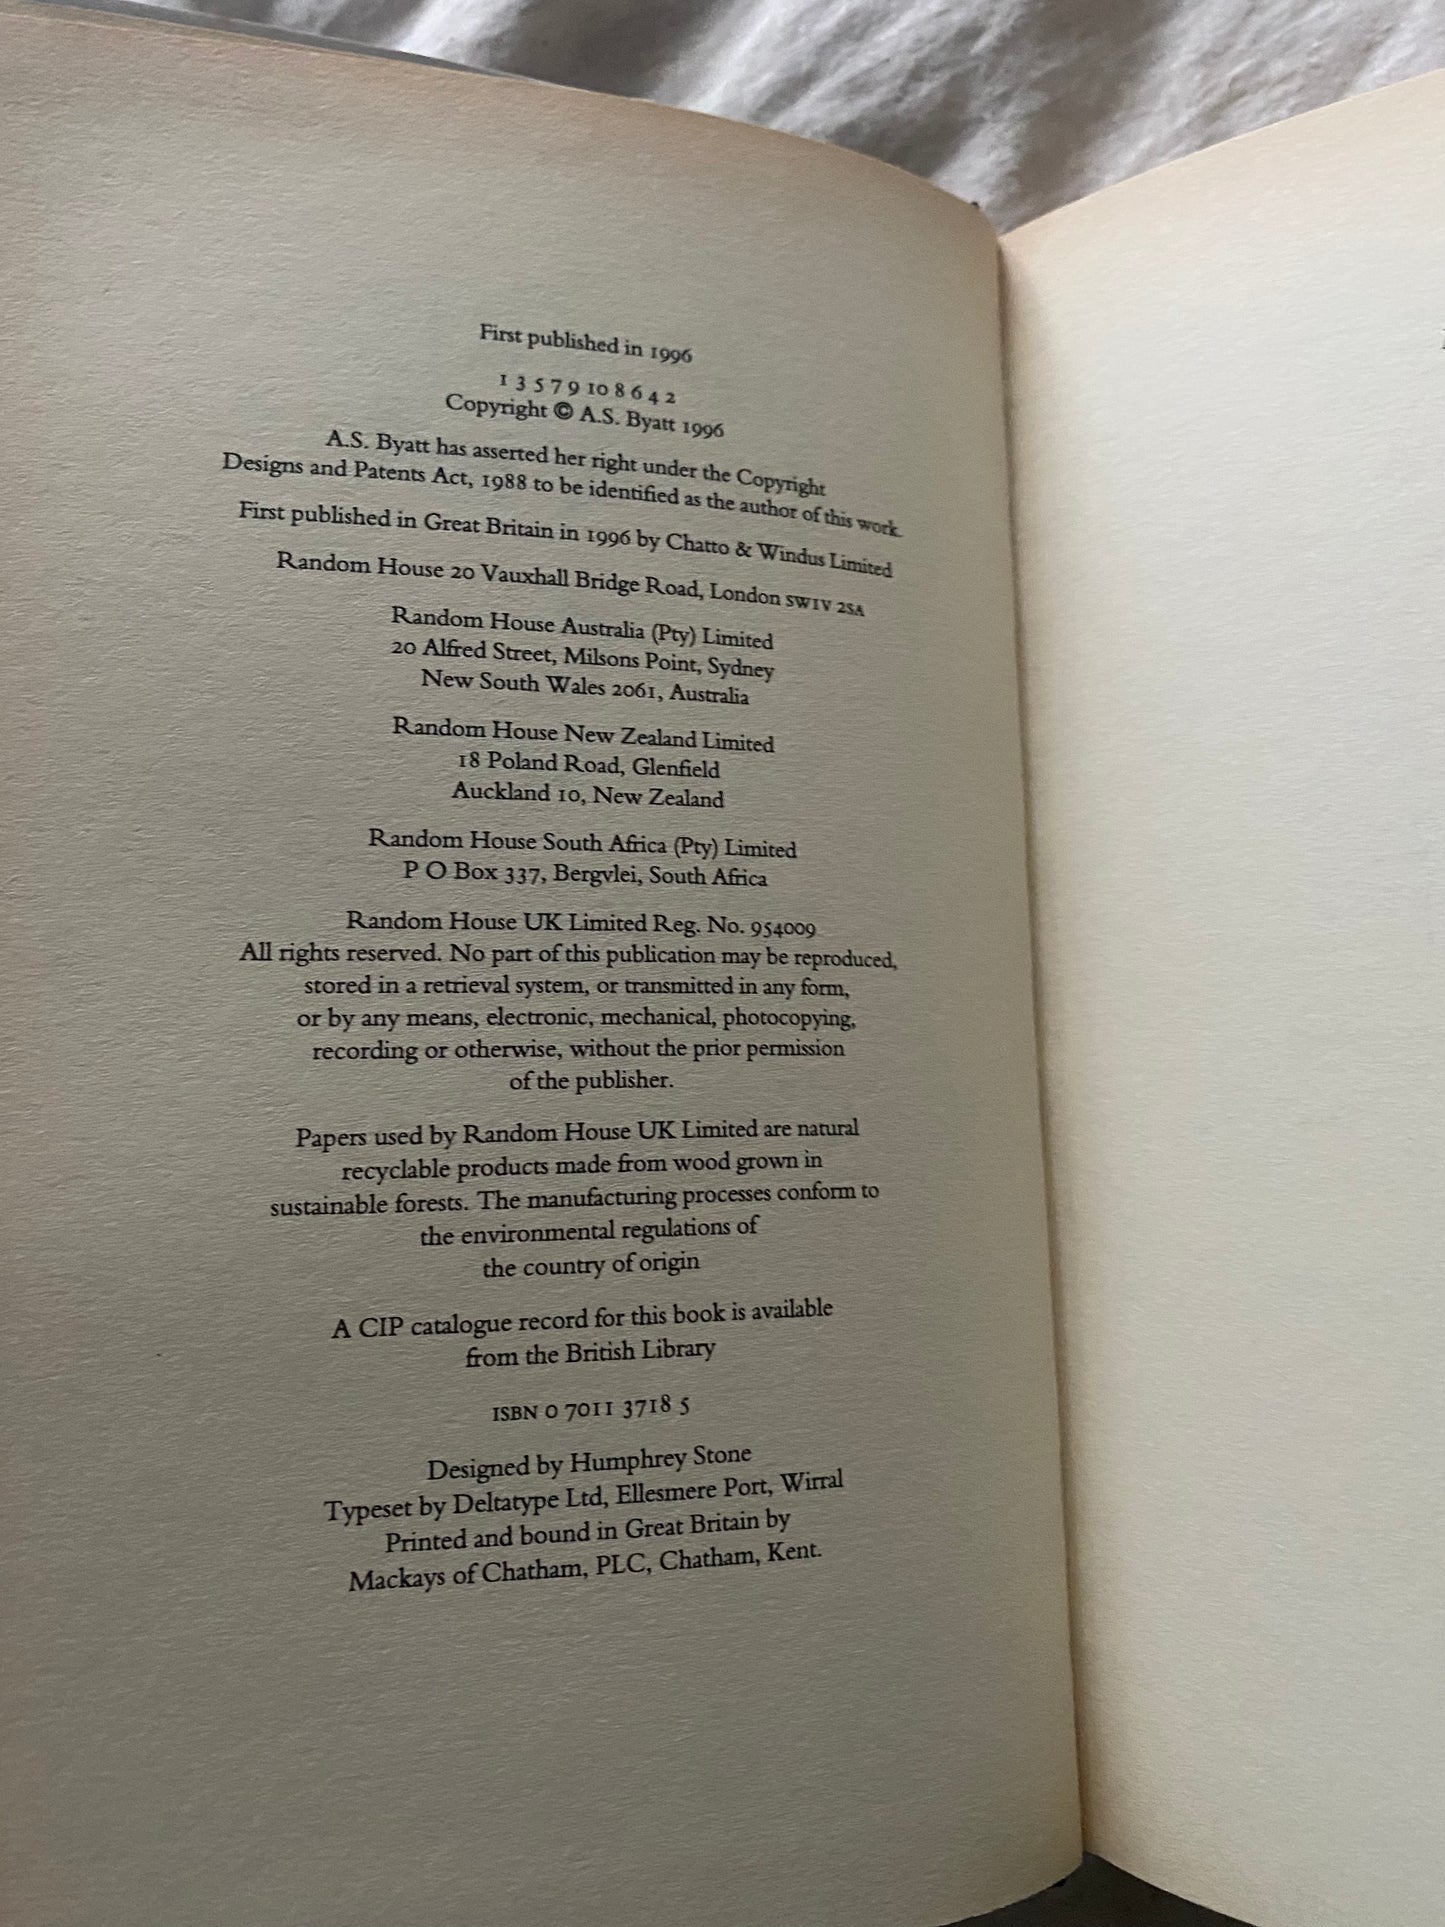 First published in 1996
1 3 5 7 9 10 8 6 4 2
Copyright © A.S. Byatt 1996
A.S. Byatt has asserted her right under the Copyright
Designs and Patents Act, 1988 to be identified as the author of this work.
First published in Great Britain in 1996 by Chatto & Windus Limited
Random House 20 Vauxhall Bridge Road, London SW1V 2SA
Random House Australia (Pty) Limited
20 Alfred Street, Milsons Point, Sydney
New South Wales 2061, Australia
Random House New Zealand Limited
18 Poland Road, Glenfield
Auckland 10, New Zealand
Random House South Africa (Pty) Limited
P O Box 337, Bergvlei, South Africa
Random House UK Limited Reg. No. 954009
All rights reserved. No part of this publication may be reproduced,
stored in a retrieval system, or transmitted in any form,
or by any means, electronic, mechanical, photocopying,
recording or otherwise, without the prior permission
of the publisher.
Papers used by Random House UK Limited are natural
recyclable products made from wood grown in
sustainable forests. The manufacturing processes conform to
the environmental regulations of
the country of origin
A CIP catalogue record for this book is available
from the British Library
ISBN 0 7011 3718 5
Designed by Humphrey Stone
Typeset by Deltatype Ltd, Ellesmere Port, Wirral
Printed and bound in Great Britain by
Mackays of Chatham, PLC, Chatham, Kent.